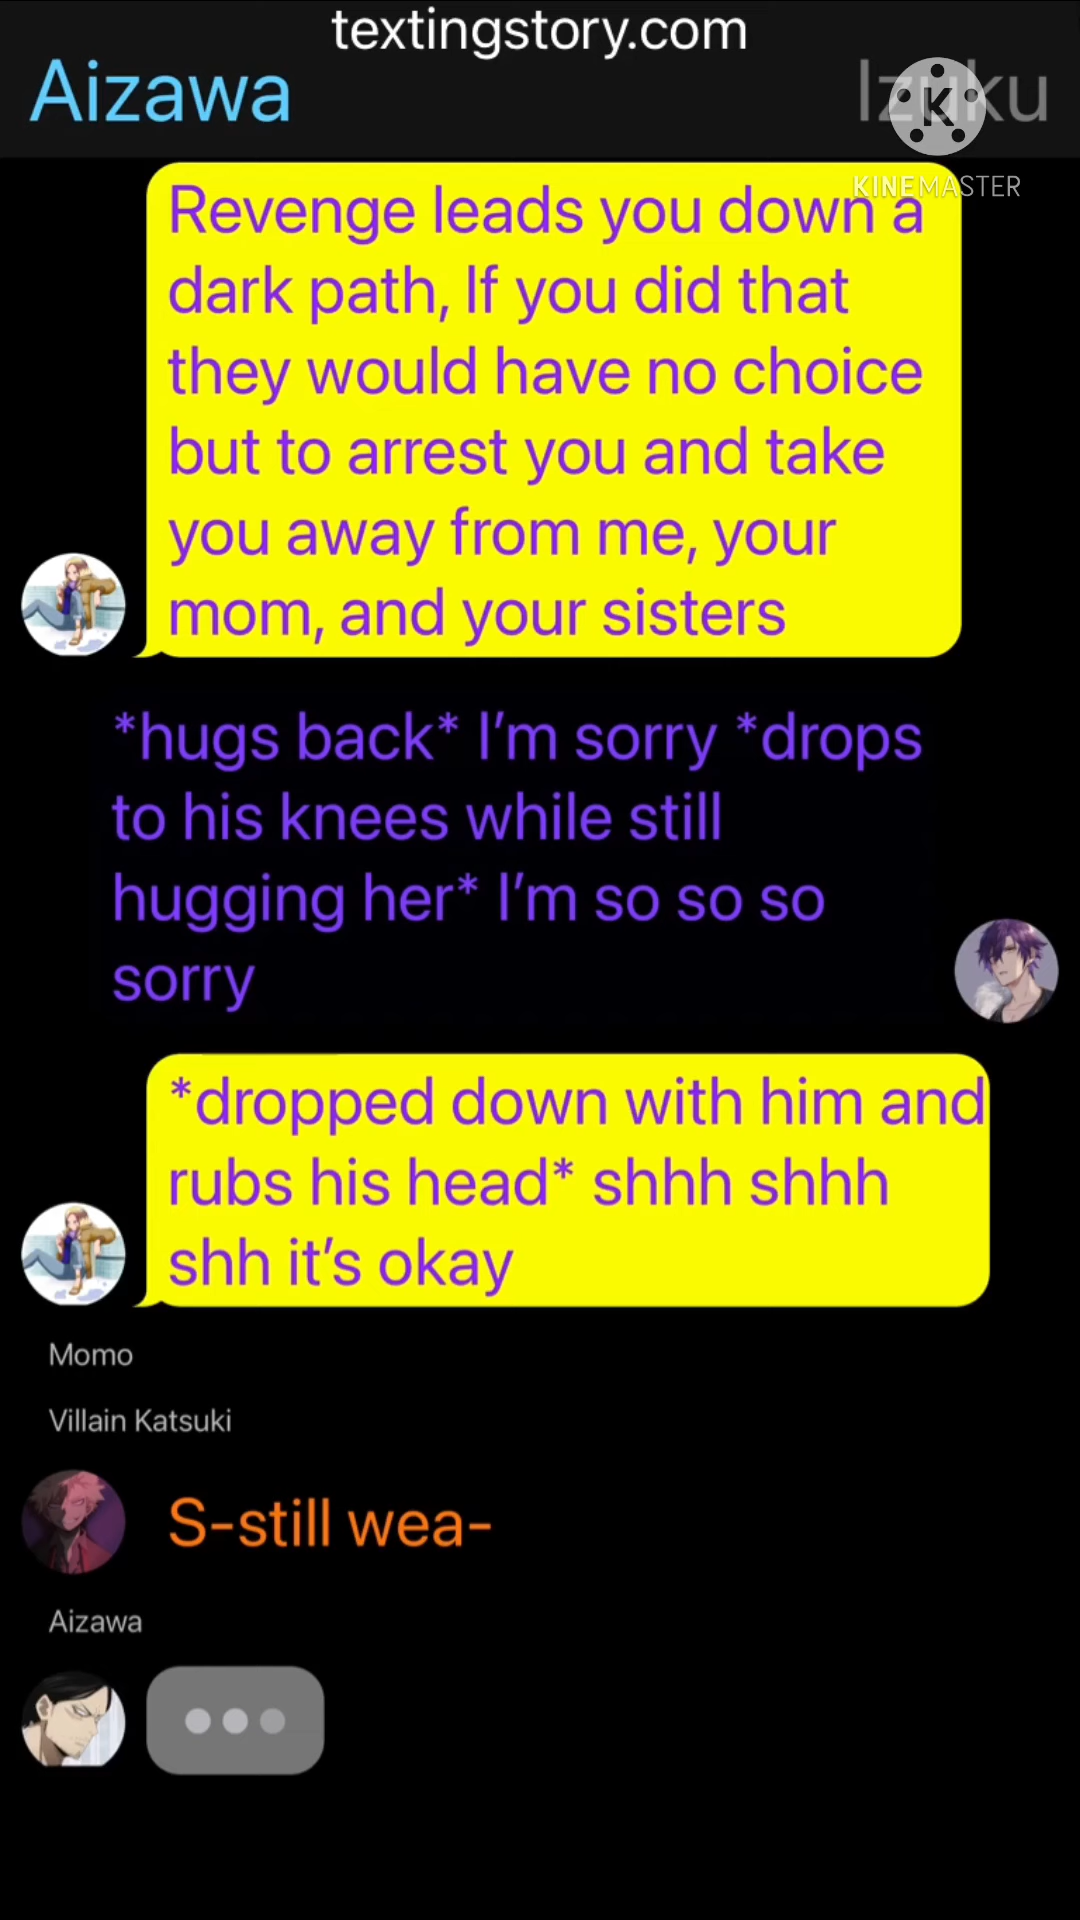 textingstory.com
Aizawa
Izuku
KINEMASTER
Revenge leads you down a
dark path, If you did that
they would have no choice
but to arrest you and take
you away from me, your
mom, and your sisters
*hugs back* I'm sorry *drops
to his knees while still
hugging her* I'm so so so
sorry
*dropped down with him and
rubs his head* shhh shhh
shh it's okay
Momo
Villain Katsuki
S-still wea-
Aizawa